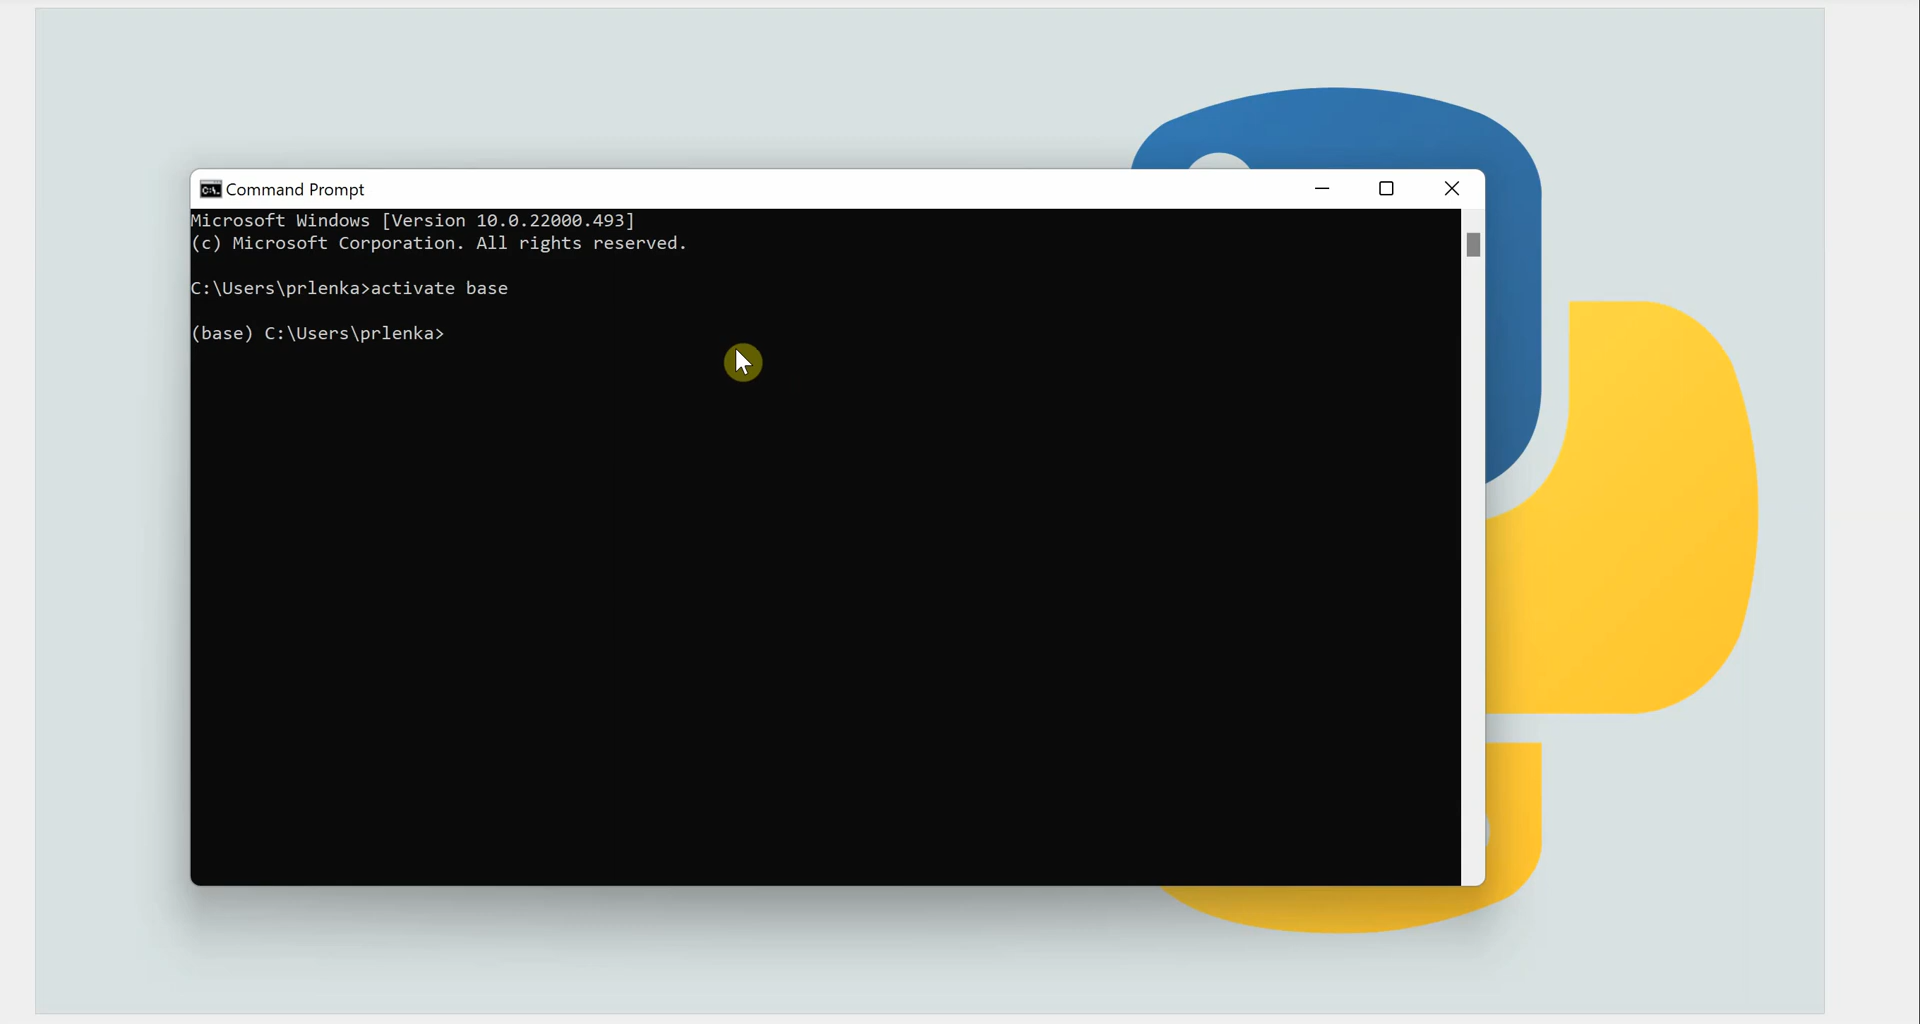 Command Prompt
Microsoft Windows [Version 10.0.22000.493]
(c) Microsoft Corporation. All rights reserved.
C:\Users\prlenka>activate base
(base) C:\Users\prlenka>